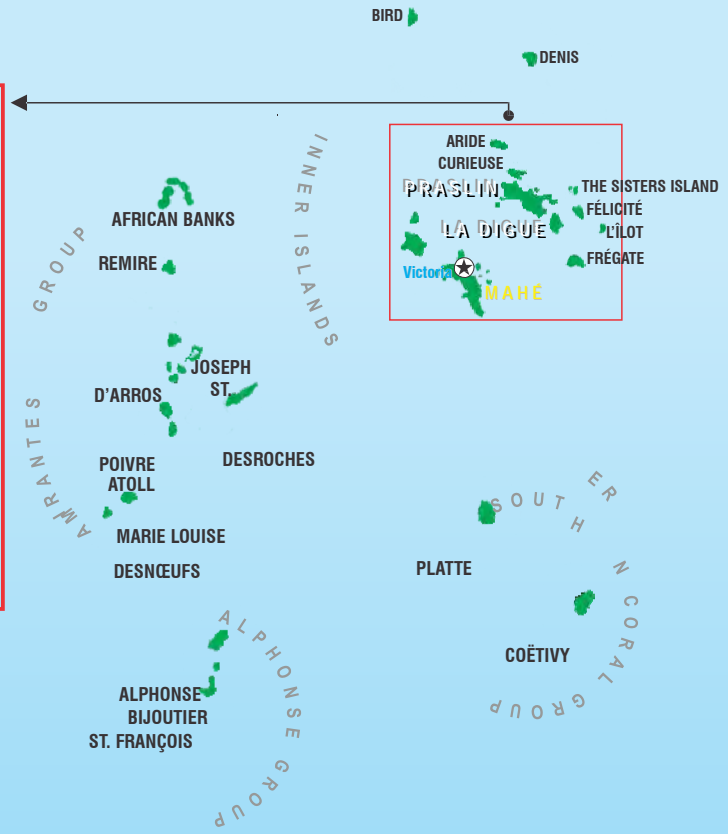 BIRD
DENIS
ARIDE
CURIEUSE
PRASLIN
THE SISTERS ISLAND
FÉLICITÉ
LA DIGUE
L'ÎLOT
FRÉGATE
Victoria
MAHÉ
INNER ISLANDS
AFRICAN BANKS
REMIRE
JOSEPH
ST.
D'ARROS
DESROCHES
POIVRE
ATOLL
MARIE LOUISE
DESNŒUFS
AMIRANTES GROUP
PLATTE
COËTIVY
SOUTHERN CORAL GROUP
ALPHONSE
BIJOUTIER
ST. FRANÇOIS
ALPHONSE GROUP